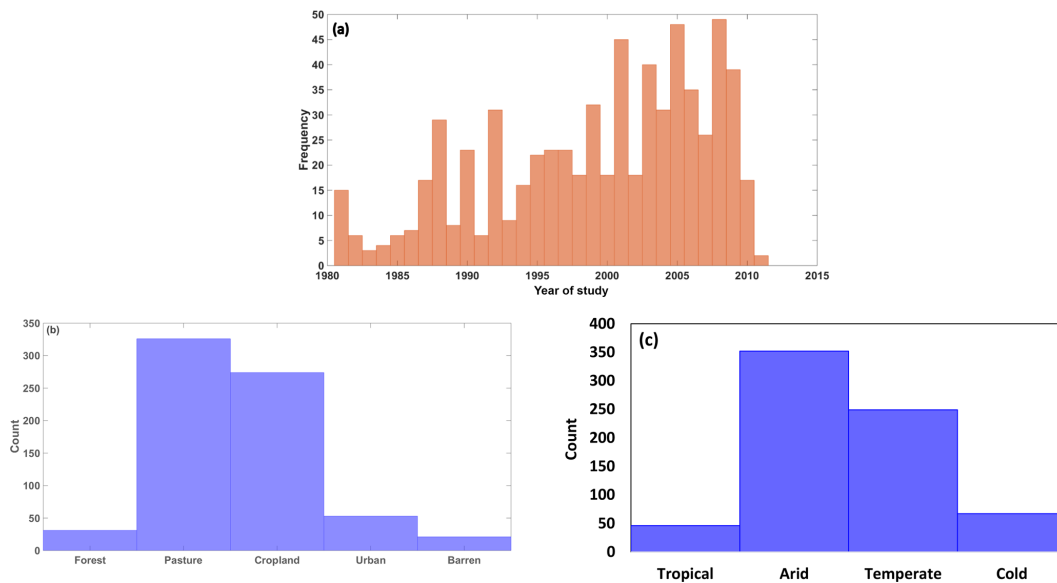 (a)
50
45
40
35
30
25
20
15
10
5
0
Frequency
1980 1985 1990 1995 2000 2005 2010 2015
Year of study
(b)
350
300
250
200
150
100
50
0
Count
Forest Pasture Cropland Urban Barren
(c)
400
350
300
250
200
150
100
50
0
Count
Tropical Arid Temperate Cold